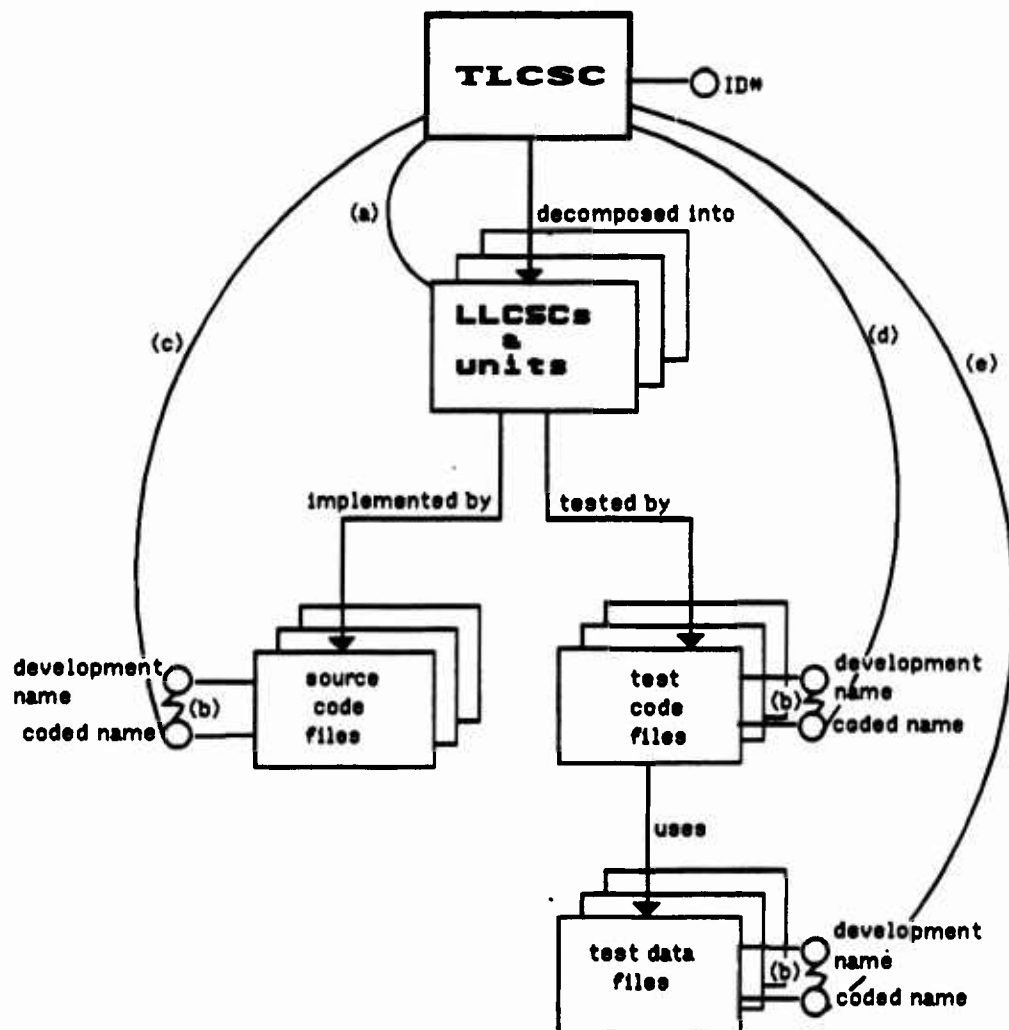 TLCSC
ID#
(a)
decomposed into
LLCSCs
&
units
(c)
(d)
(e)
implemented by
tested by
development
name
(b)
coded name
source
code
files
test
code
files
development
name
(b)
coded name
uses
test data
files
development
name
(b)
coded name